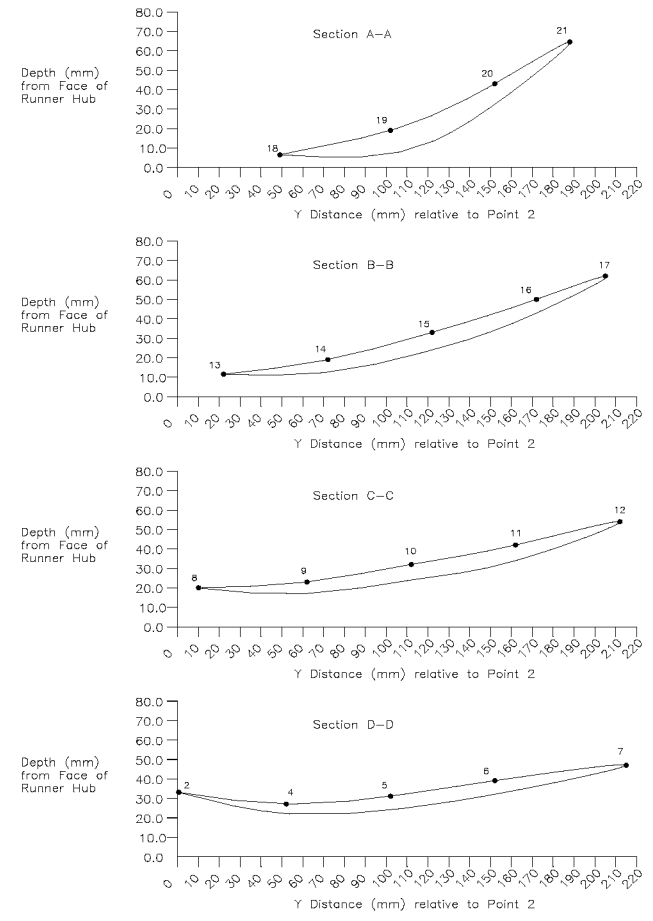 80.0
Section A-A
21
70.0
60.0
Depth (mm)
from Face of
Runner Hub
50.0
20
40.0
30.0
19
20.0
18
10.0
0.0
0 10 20 30 40 50 60 70 80 90 100 110 120 130 140 150 160 170 180 190 200 210 220
Y Distance (mm) relative to Point 2
80.0
Section B-B
17
70.0
60.0
Depth (mm)
from Face of
Runner Hub
16
50.0
40.0
15
30.0
14
20.0
13
10.0
0.0
0 10 20 30 40 50 60 70 80 90 100 110 120 130 140 150 160 170 180 190 200 210 220
Y Distance (mm) relative to Point 2
80.0
Section C-C
70.0
12
60.0
Depth (mm)
from Face of
Runner Hub
50.0
11
40.0
10
30.0
9
8
20.0
10.0
0.0
0 10 20 30 40 50 60 70 80 90 100 110 120 130 140 150 160 170 180 190 200 210 220
Y Distance (mm) relative to Point 2
80.0
Section D-D
70.0
60.0
7
Depth (mm)
from Face of
Runner Hub
50.0
6
40.0
5
2
4
30.0
20.0
10.0
0.0
0 10 20 30 40 50 60 70 80 90 100 110 120 130 140 150 160 170 180 190 200 210 220
Y Distance (mm) relative to Point 2